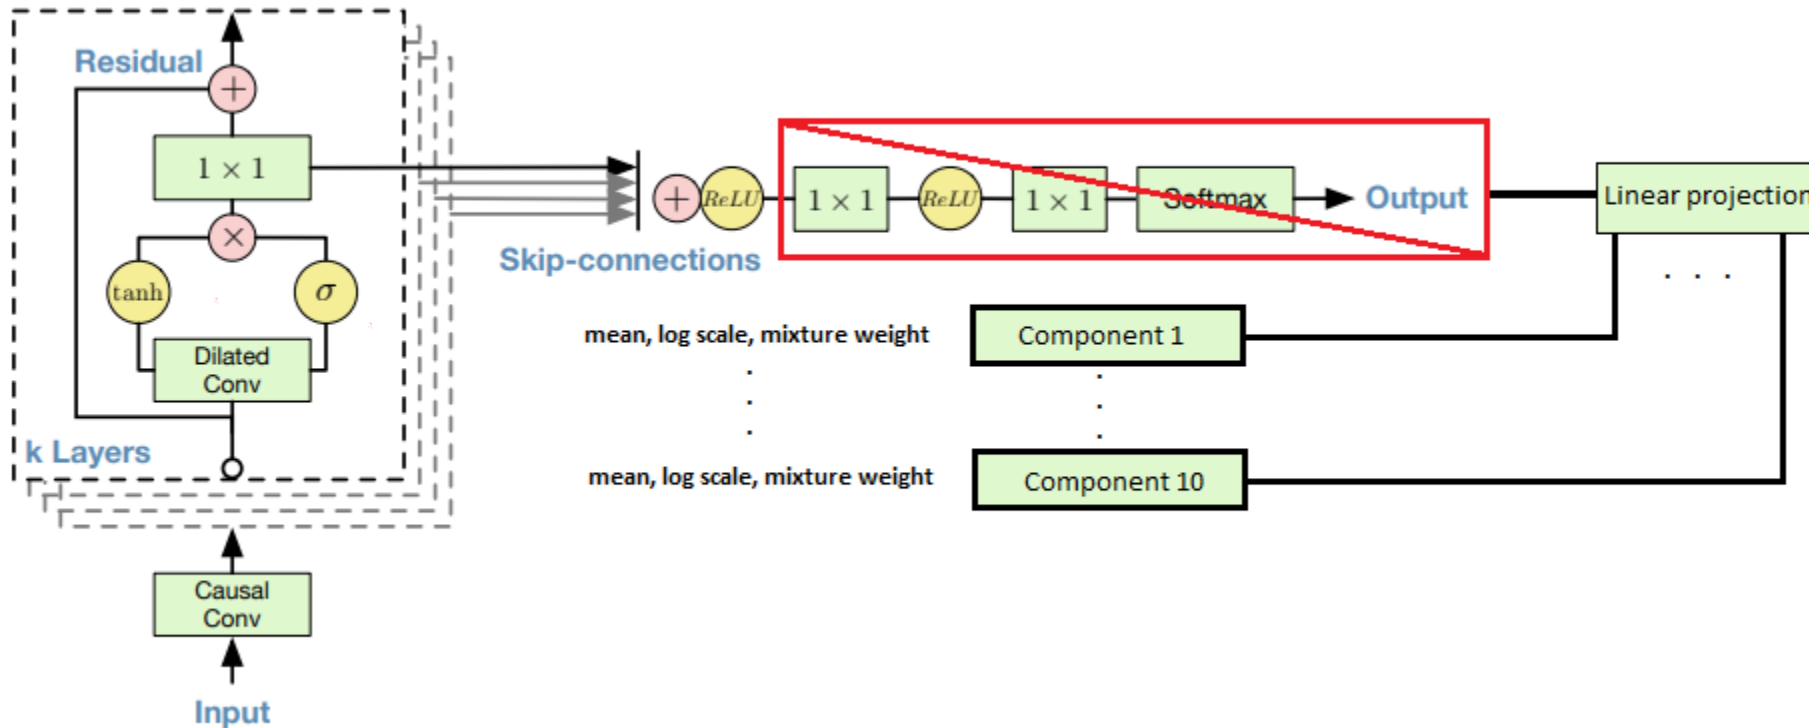 Residual
+
1 × 1
×
tanh
σ
Dilated
Conv
k Layers
Causal
Conv
Input
+
ReLU
1 × 1
ReLU
1 × 1
Softmax
Output
Skip-connections
Linear projection
. . .
mean, log scale, mixture weight
Component 1
.
.
.
.
.
.
mean, log scale, mixture weight
Component 10